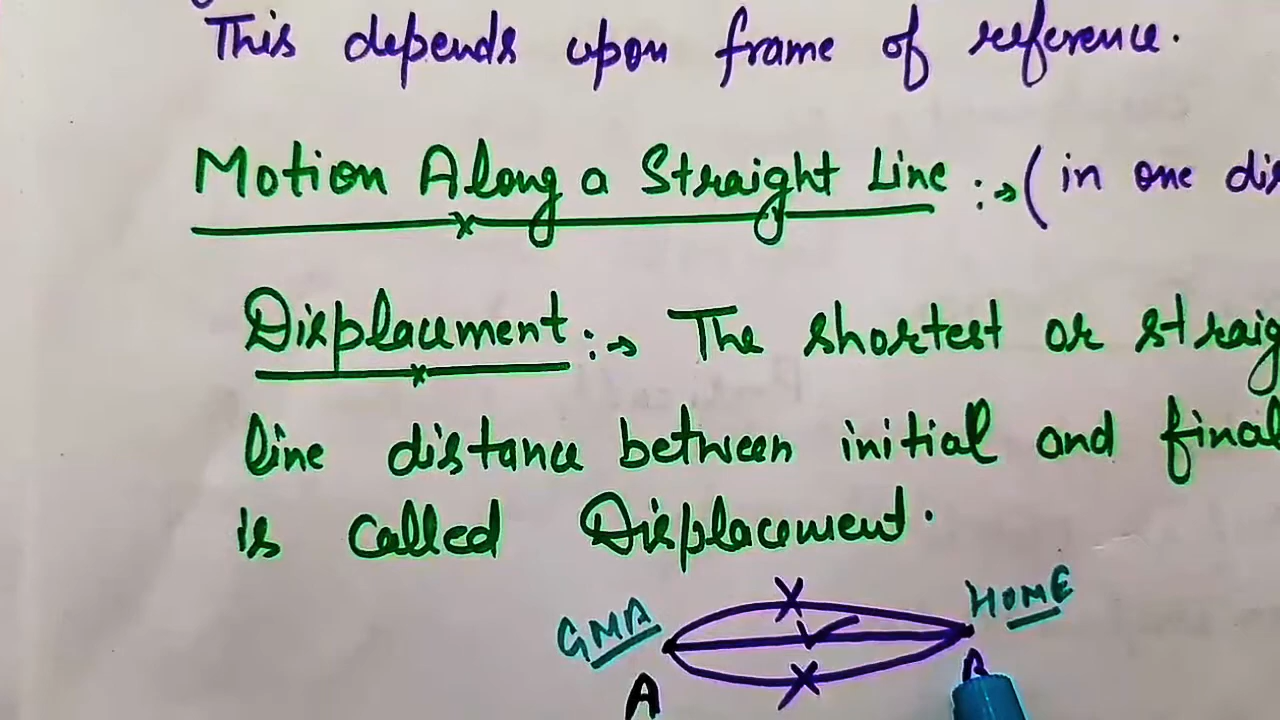 This depends upon frame of reference.
Motion Along a Straight Line :→ (in one dis
Displacement :→ The shortest or straig
line distance between initial and final
is called Displacement.
GMA HOME
A B